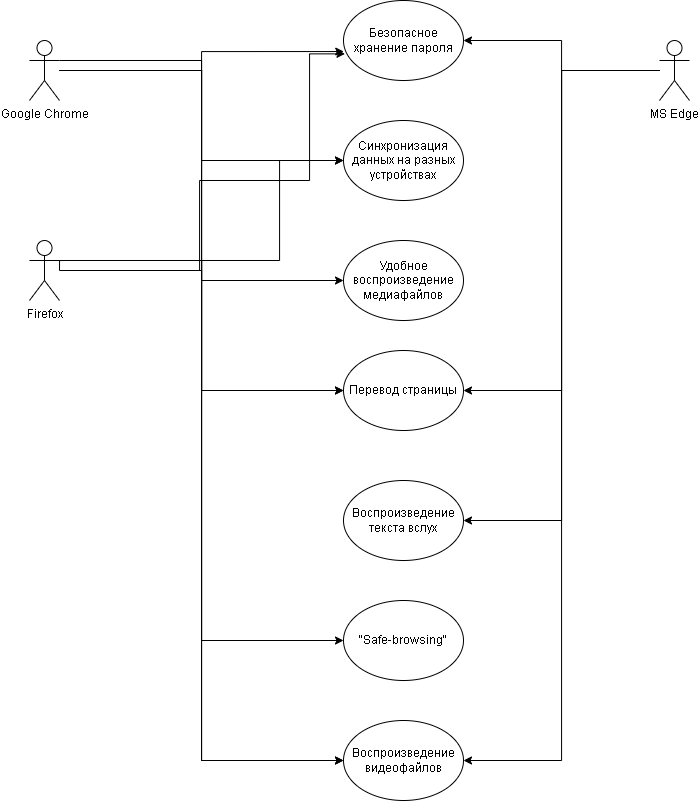 Безопасное
хранение пароля
Google Chrome
MS Edge
Синхронизация
данных на разных
устройствах
Firefox
Удобное
воспроизведение
медиафайлов
Перевод страницы
Воспроизведение
текста вслух
"Safe-browsing"
Воспроизведение
видеофайлов